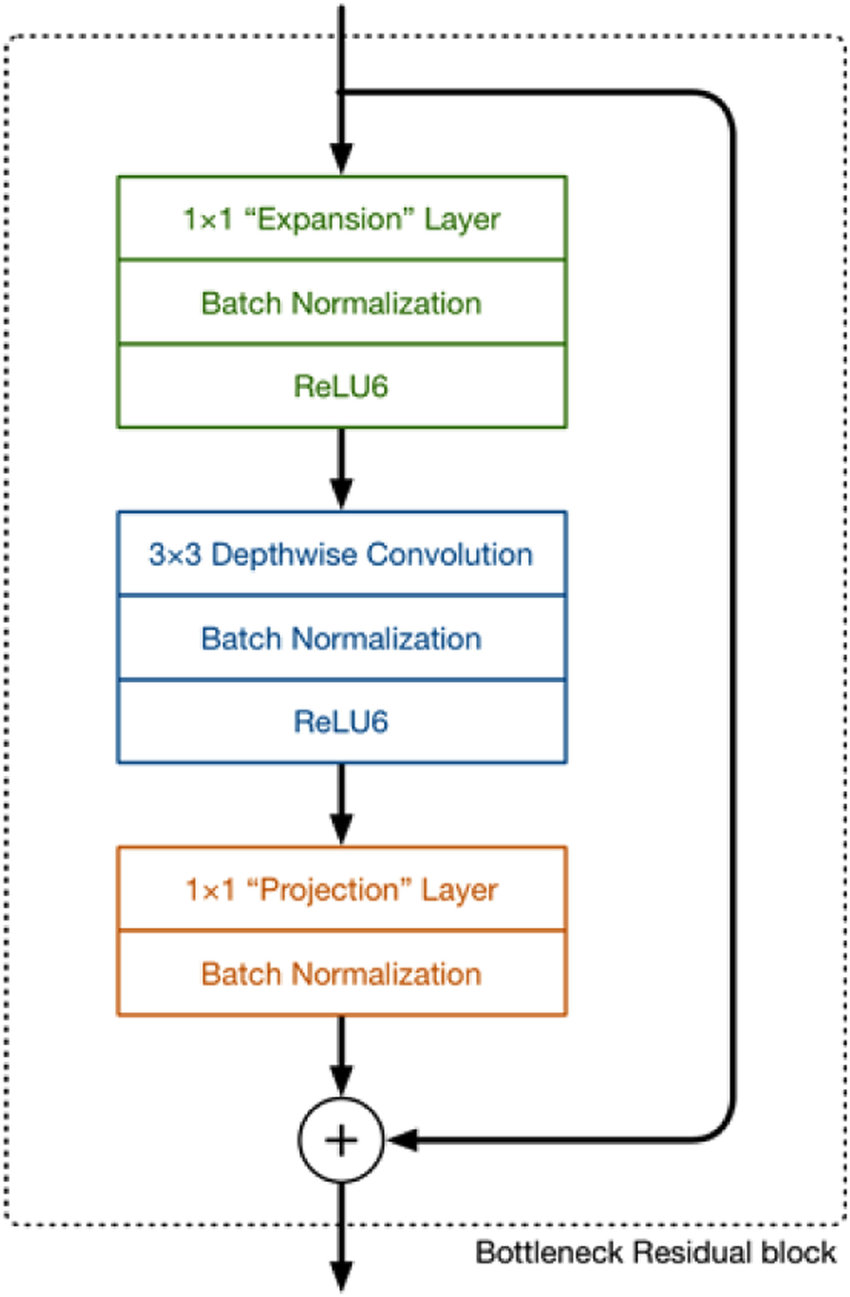 1×1 “Expansion” Layer
Batch Normalization
ReLU6
3×3 Depthwise Convolution
Batch Normalization
ReLU6
1×1 “Projection” Layer
Batch Normalization
+
Bottleneck Residual block